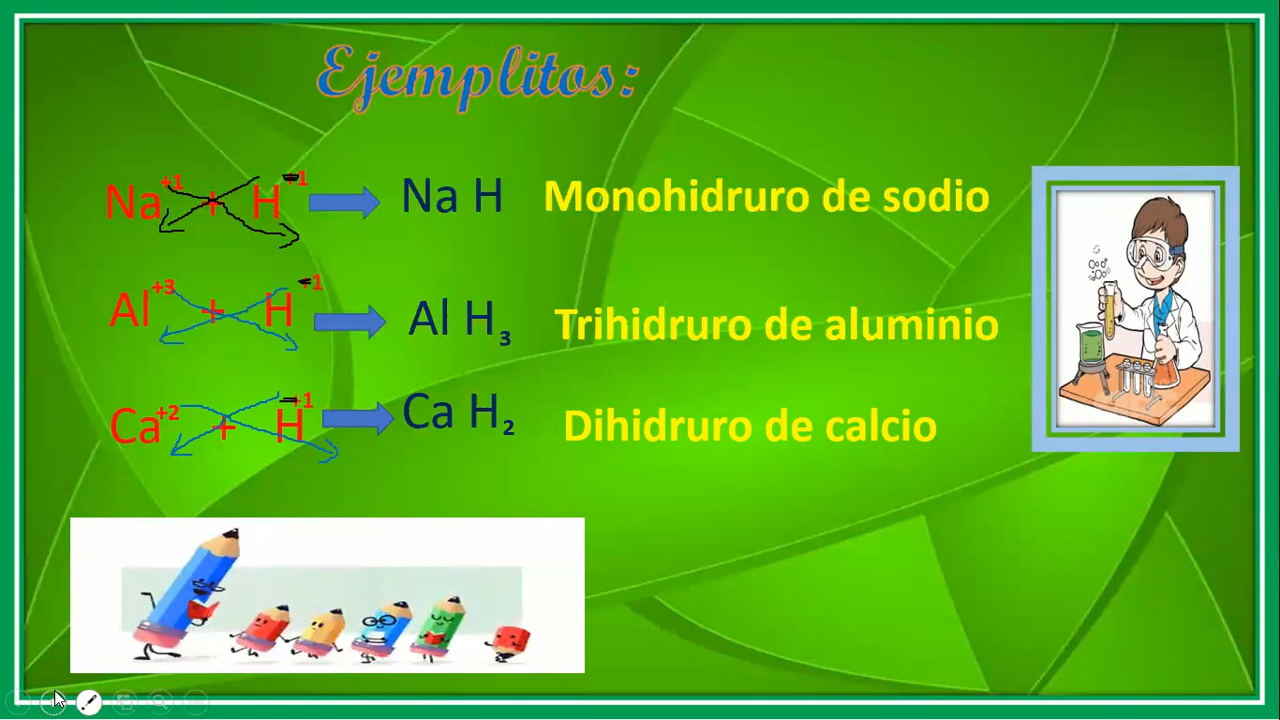 Ejemplitos:
Na+1 + H-1 Na H Monohidruro de sodio
Al+3 + H-1 Al H3 Trihidruro de aluminio
Ca+2 + H-1 Ca H2 Dihidruro de calcio